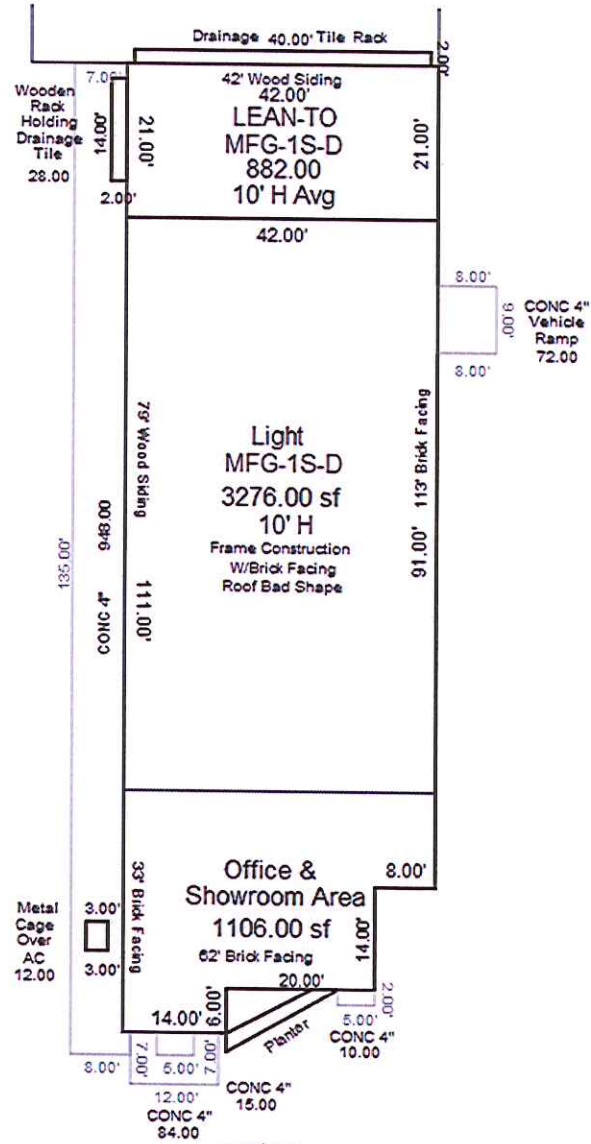 Drainage 40.00' Tile Rack
2.00'
7.00'
42' Wood Siding
42.00'
Wooden
Rack
Holding
Drainage
Tile
28.00
14.00'
2.00'
21.00'
LEAN-TO
MFG-1S-D
882.00
10' H Avg
21.00'
42.00'
8.00'
9.00'
8.00'
CONC 4"
Vehicle
Ramp
72.00
79' Wood Siding
111.00'
948.00
CONC 4"
135.00'
Light
MFG-1S-D
3276.00 sf
10' H
Frame Construction
W/Brick Facing
Roof Bad Shape
113' Brick Facing
91.00'
8.00'
Office &
Showroom Area
1106.00 sf
62' Brick Facing
33' Brick Facing
14.00'
20.00'
Metal
Cage
Over
AC
12.00
3.00'
3.00'
14.00'
6.00'
Planter
2.00'
5.00'
CONC 4"
10.00
8.00'
7.00'
5.00'
7.00'
12.00'
CONC 4"
15.00
CONC 4"
84.00